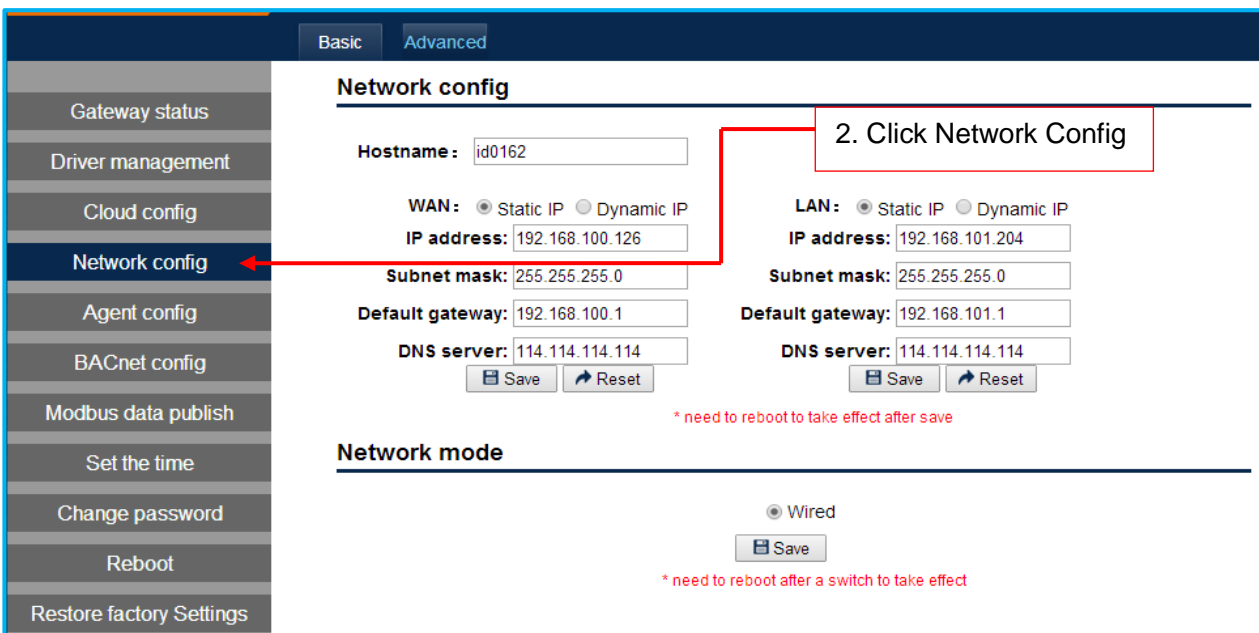 Basic Advanced
Gateway status
Driver management
Cloud config
Network config
Agent config
BACnet config
Modbus data publish
Set the time
Change password
Reboot
Restore factory Settings
Network config
2. Click Network Config
Hostname： id0162
WAN： Static IP Dynamic IP
IP address: 192.168.100.126
Subnet mask: 255.255.255.0
Default gateway: 192.168.100.1
DNS server: 114.114.114.114
Save Reset
LAN： Static IP Dynamic IP
IP address: 192.168.101.204
Subnet mask: 255.255.255.0
Default gateway: 192.168.101.1
DNS server: 114.114.114.114
Save Reset
* need to reboot to take effect after save
Network mode
Wired
Save
* need to reboot after a switch to take effect